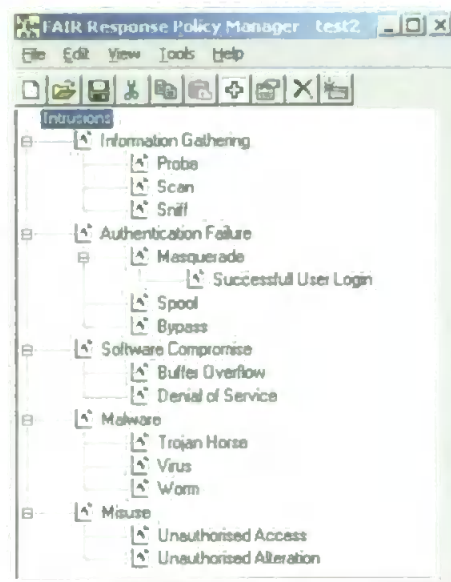 FAIR Response Policy Manager test2
File Edit View Tools Help
Intrusions
Information Gathering
Probe
Scan
Sniff
Authentication Failure
Masquerade
Successfull User Login
Spool
Bypass
Software Compromise
Buffer Overflow
Denial of Service
Malware
Trojan Horse
Virus
Worm
Misuse
Unauthorised Access
Unauthorised Alteration